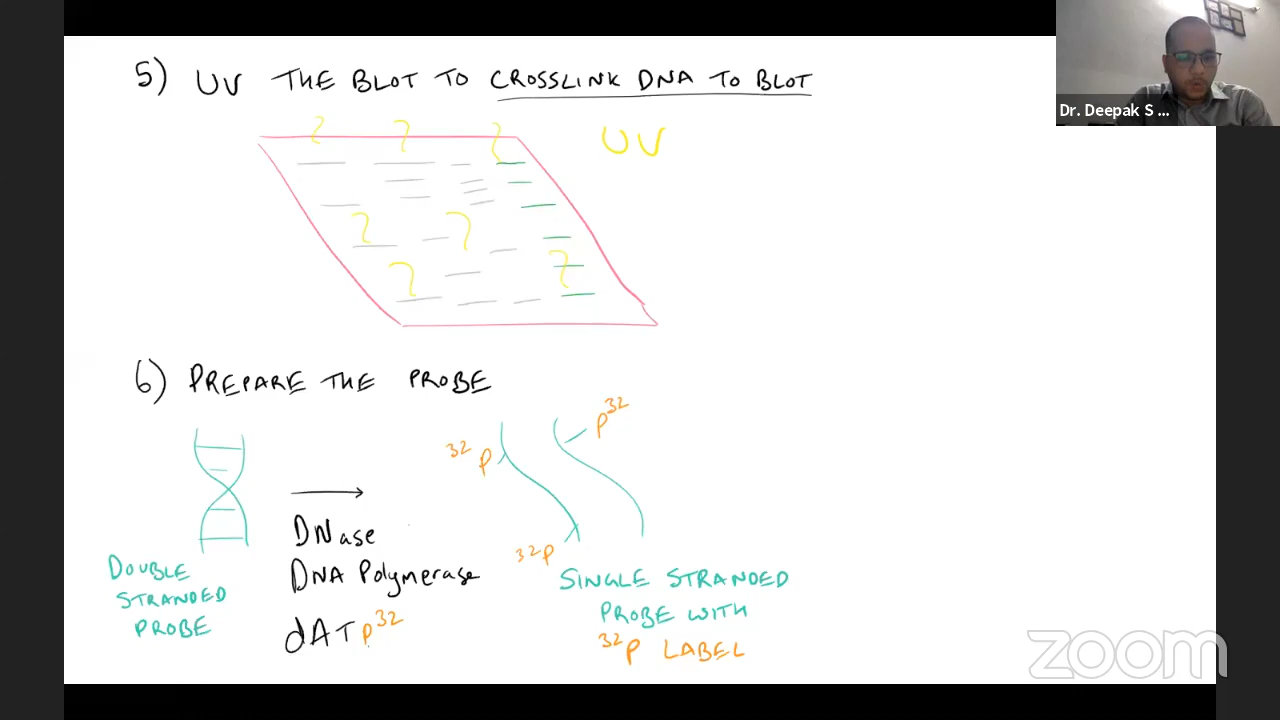 5) UV THE BLOT TO CROSSLINK DNA TO BLOT
UV
Dr. Deepak S ...
6) PREPARE THE PROBE
32P
P32
32P
DNase
DNA Polymerase
dATP32
DOUBLE
STRANDED
PROBE
SINGLE STRANDED
PROBE WITH
32P LABEL
zoom